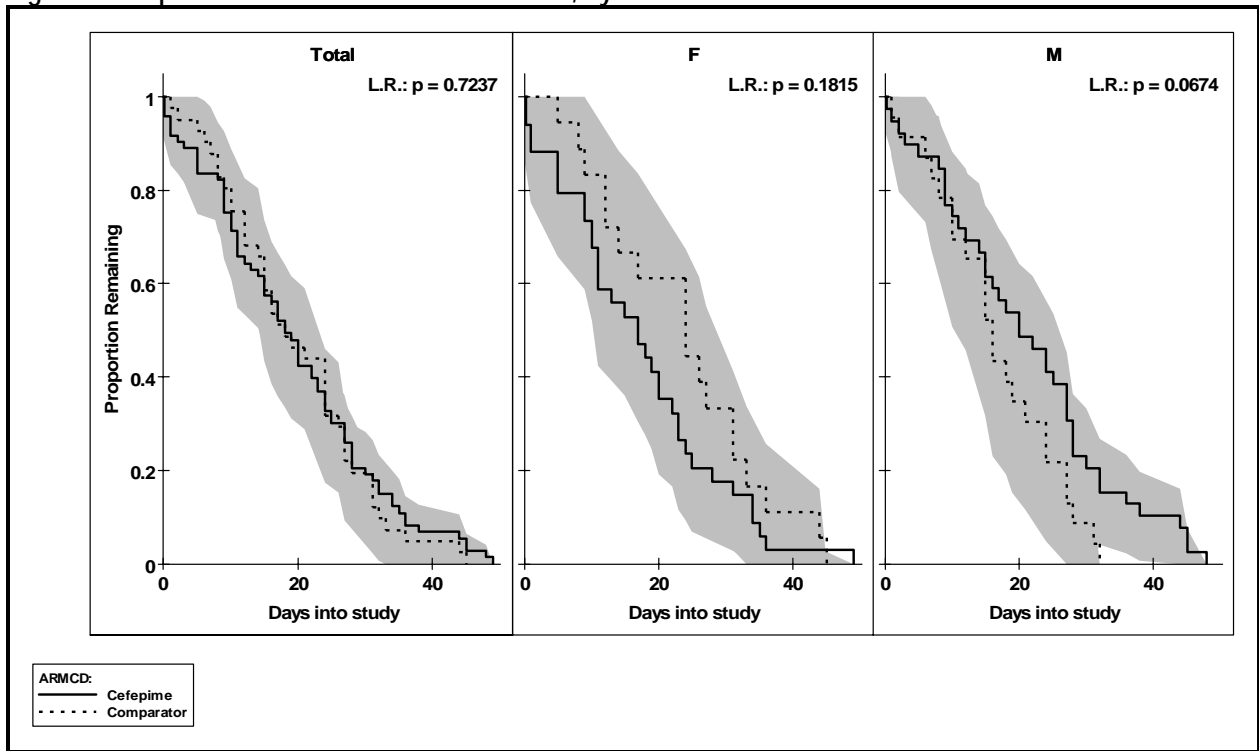 Total
F
M
L.R.: p = 0.7237
L.R.: p = 0.1815
L.R.: p = 0.0674
Proportion Remaining
1
0.8
0.6
0.4
0.2
0
0 20 40
0 20 40
0 20 40
Days into study
Days into study
Days into study
ARMCD:
Cefepime
Comparator